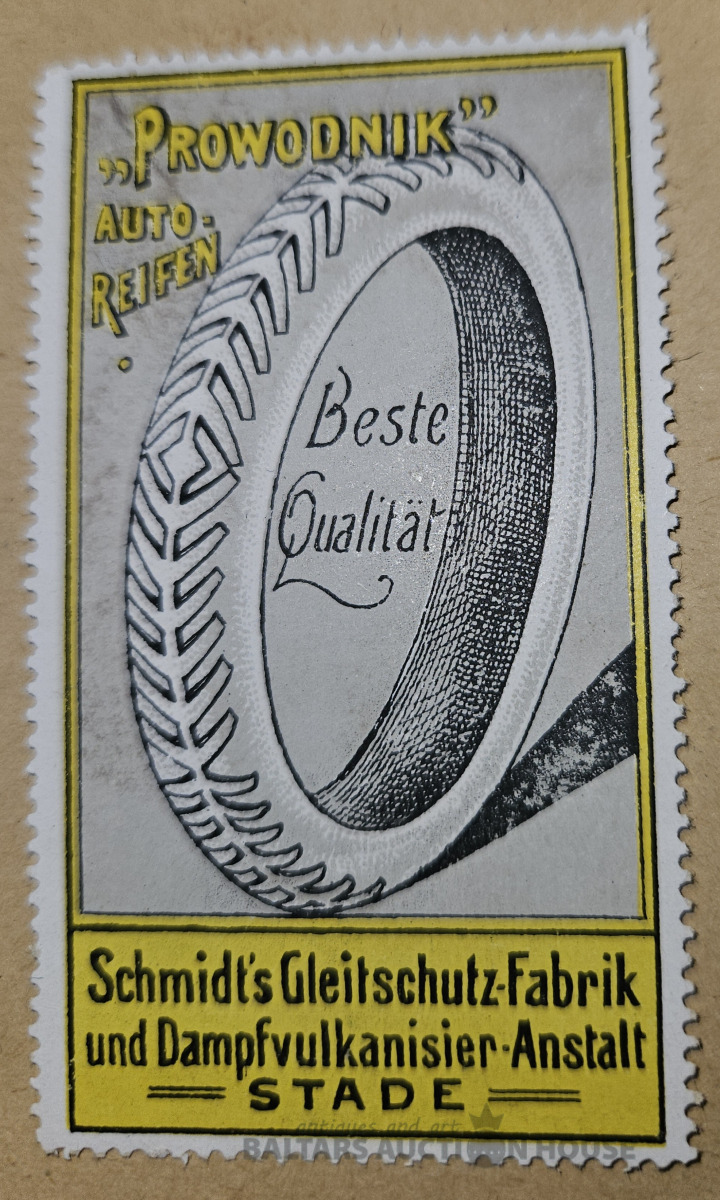 „PROWODNIK”
AUTO-
REIFEN
Beste
Qualität
Schmidt's Gleitschutz-Fabrik
und Dampfvulkanisier-Anstalt
STADE
antiques and art
BALTARS AUCTION HOUSE